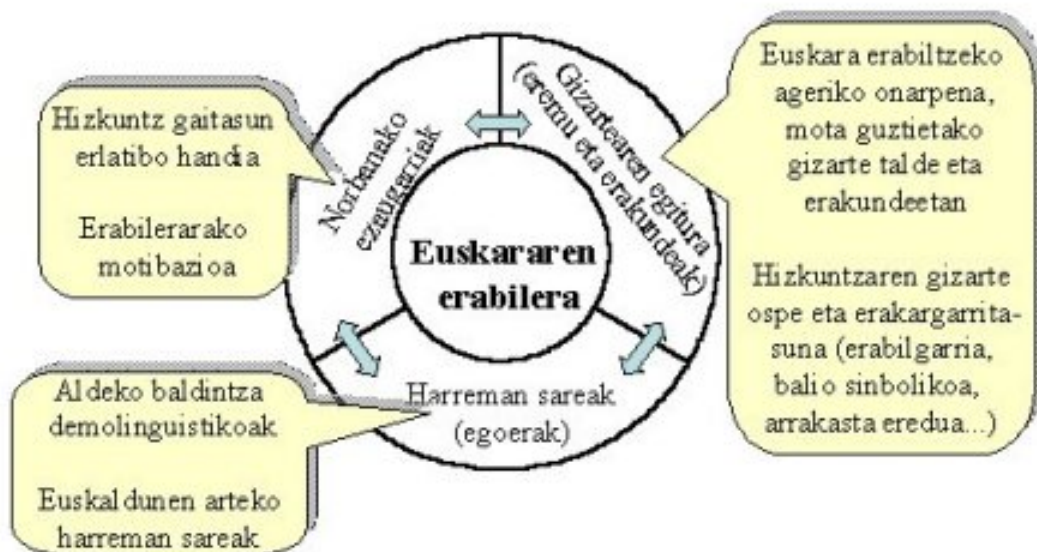 Hizkuntz gaitasun
erlatibo handia
Erabilerarako
motibazioa
Norbanako
ezaugarriak
Gizartearen egitura
(eremu eta erakundeak)
Euskara erabiltzeko
ageriko onarpena,
mota guztietako
gizarte talde eta
erakundeetan
Hizkuntzaren gizarte
ospe eta erakargarrita-
suna (erabilgarria,
balio sinbolikoa,
arrakasta eredua...)
Euskararen
erabilera
Aldeko baldintza
demolinguistikoak
Euskaldunen arteko
harreman sareak
Harreman sareak
(egoerak)